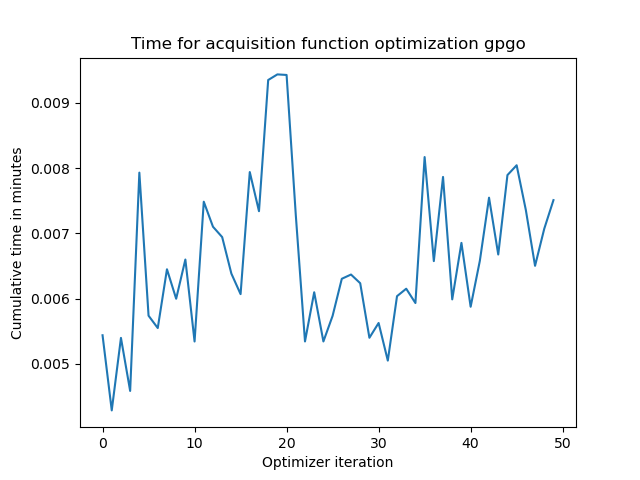 Time for acquisition function optimization gpgo
Cumulative time in minutes
0.009
0.008
0.007
0.006
0.005
0 10 20 30 40 50
Optimizer iteration